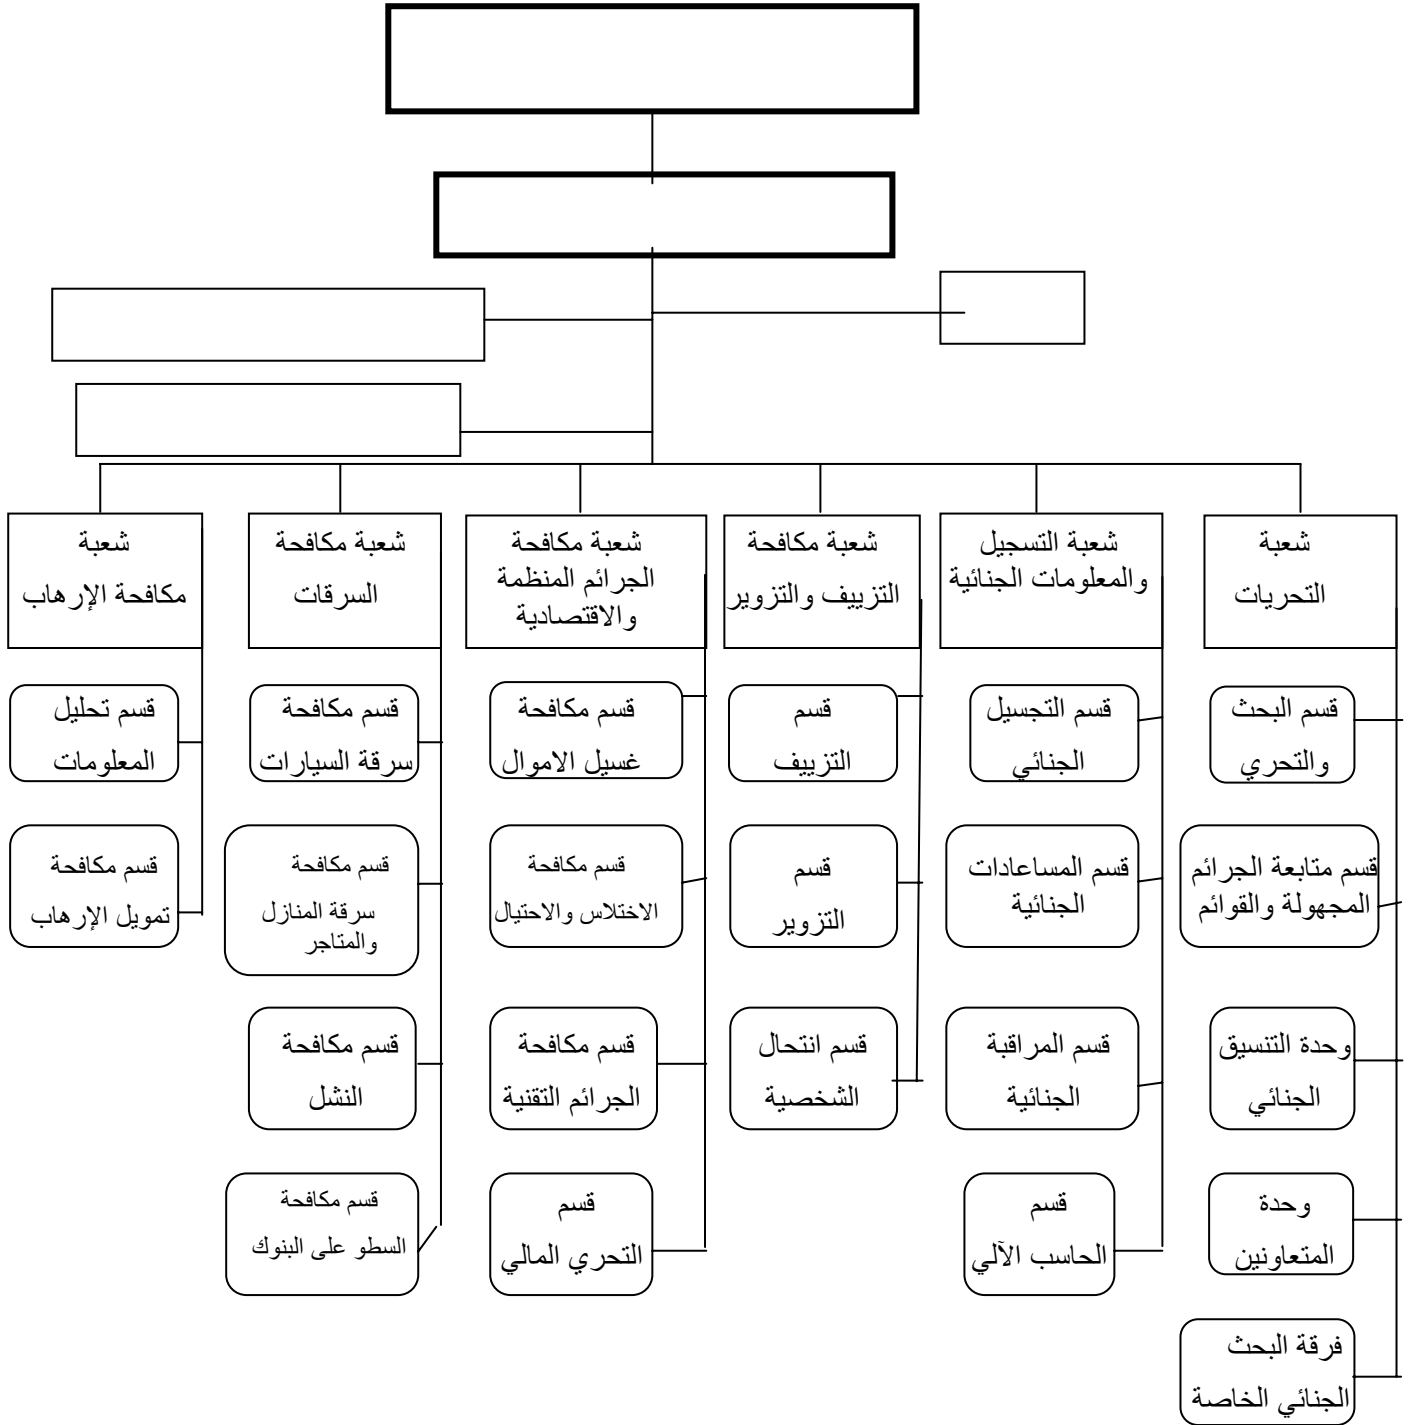 شعبة
التحريات
شعبة التسجيل
والمعلومات الجنائية
شعبة مكافحة
التزييف والتزوير
شعبة مكافحة
الجرائم المنظمة
والاقتصادية
شعبة مكافحة
السرقات
شعبة
مكافحة الإرهاب
قسم البحث
والتحري
قسم التجسيل
الجنائي
قسم
التزييف
قسم مكافحة
غسيل الاموال
قسم مكافحة
سرقة السيارات
قسم تحليل
المعلومات
قسم متابعة الجرائم
المجهولة والقوائم
قسم المساعادات
الجنائية
قسم
التزوير
قسم مكافحة
الاختلاس والاحتيال
قسم مكافحة
سرقة المنازل
والمتاجر
قسم مكافحة
تمويل الإرهاب
وحدة التنسيق
الجنائي
قسم المراقبة
الجنائية
قسم انتحال
الشخصية
قسم مكافحة
الجرائم التقنية
قسم مكافحة
النشل
وحدة
المتعاونين
قسم
الحاسب الآلي
قسم
التحري المالي
قسم مكافحة
السطو على البنوك
فرقة البحث
الجنائي الخاصة